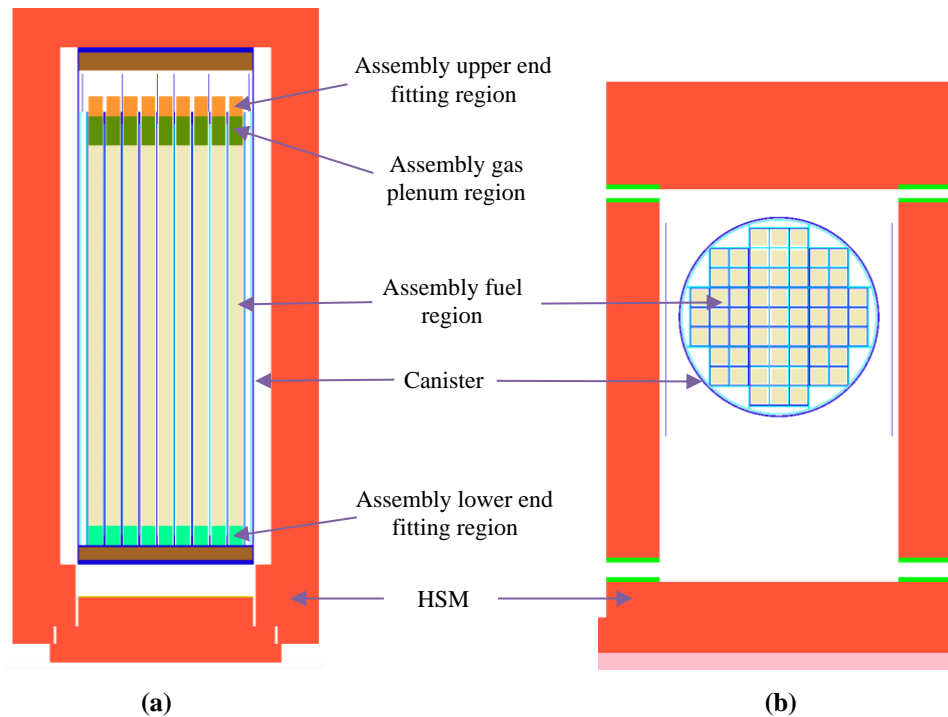 Assembly upper end
fitting region
Assembly gas
plenum region
Assembly fuel
region
Canister
Assembly lower end
fitting region
HSM
(a)
(b)